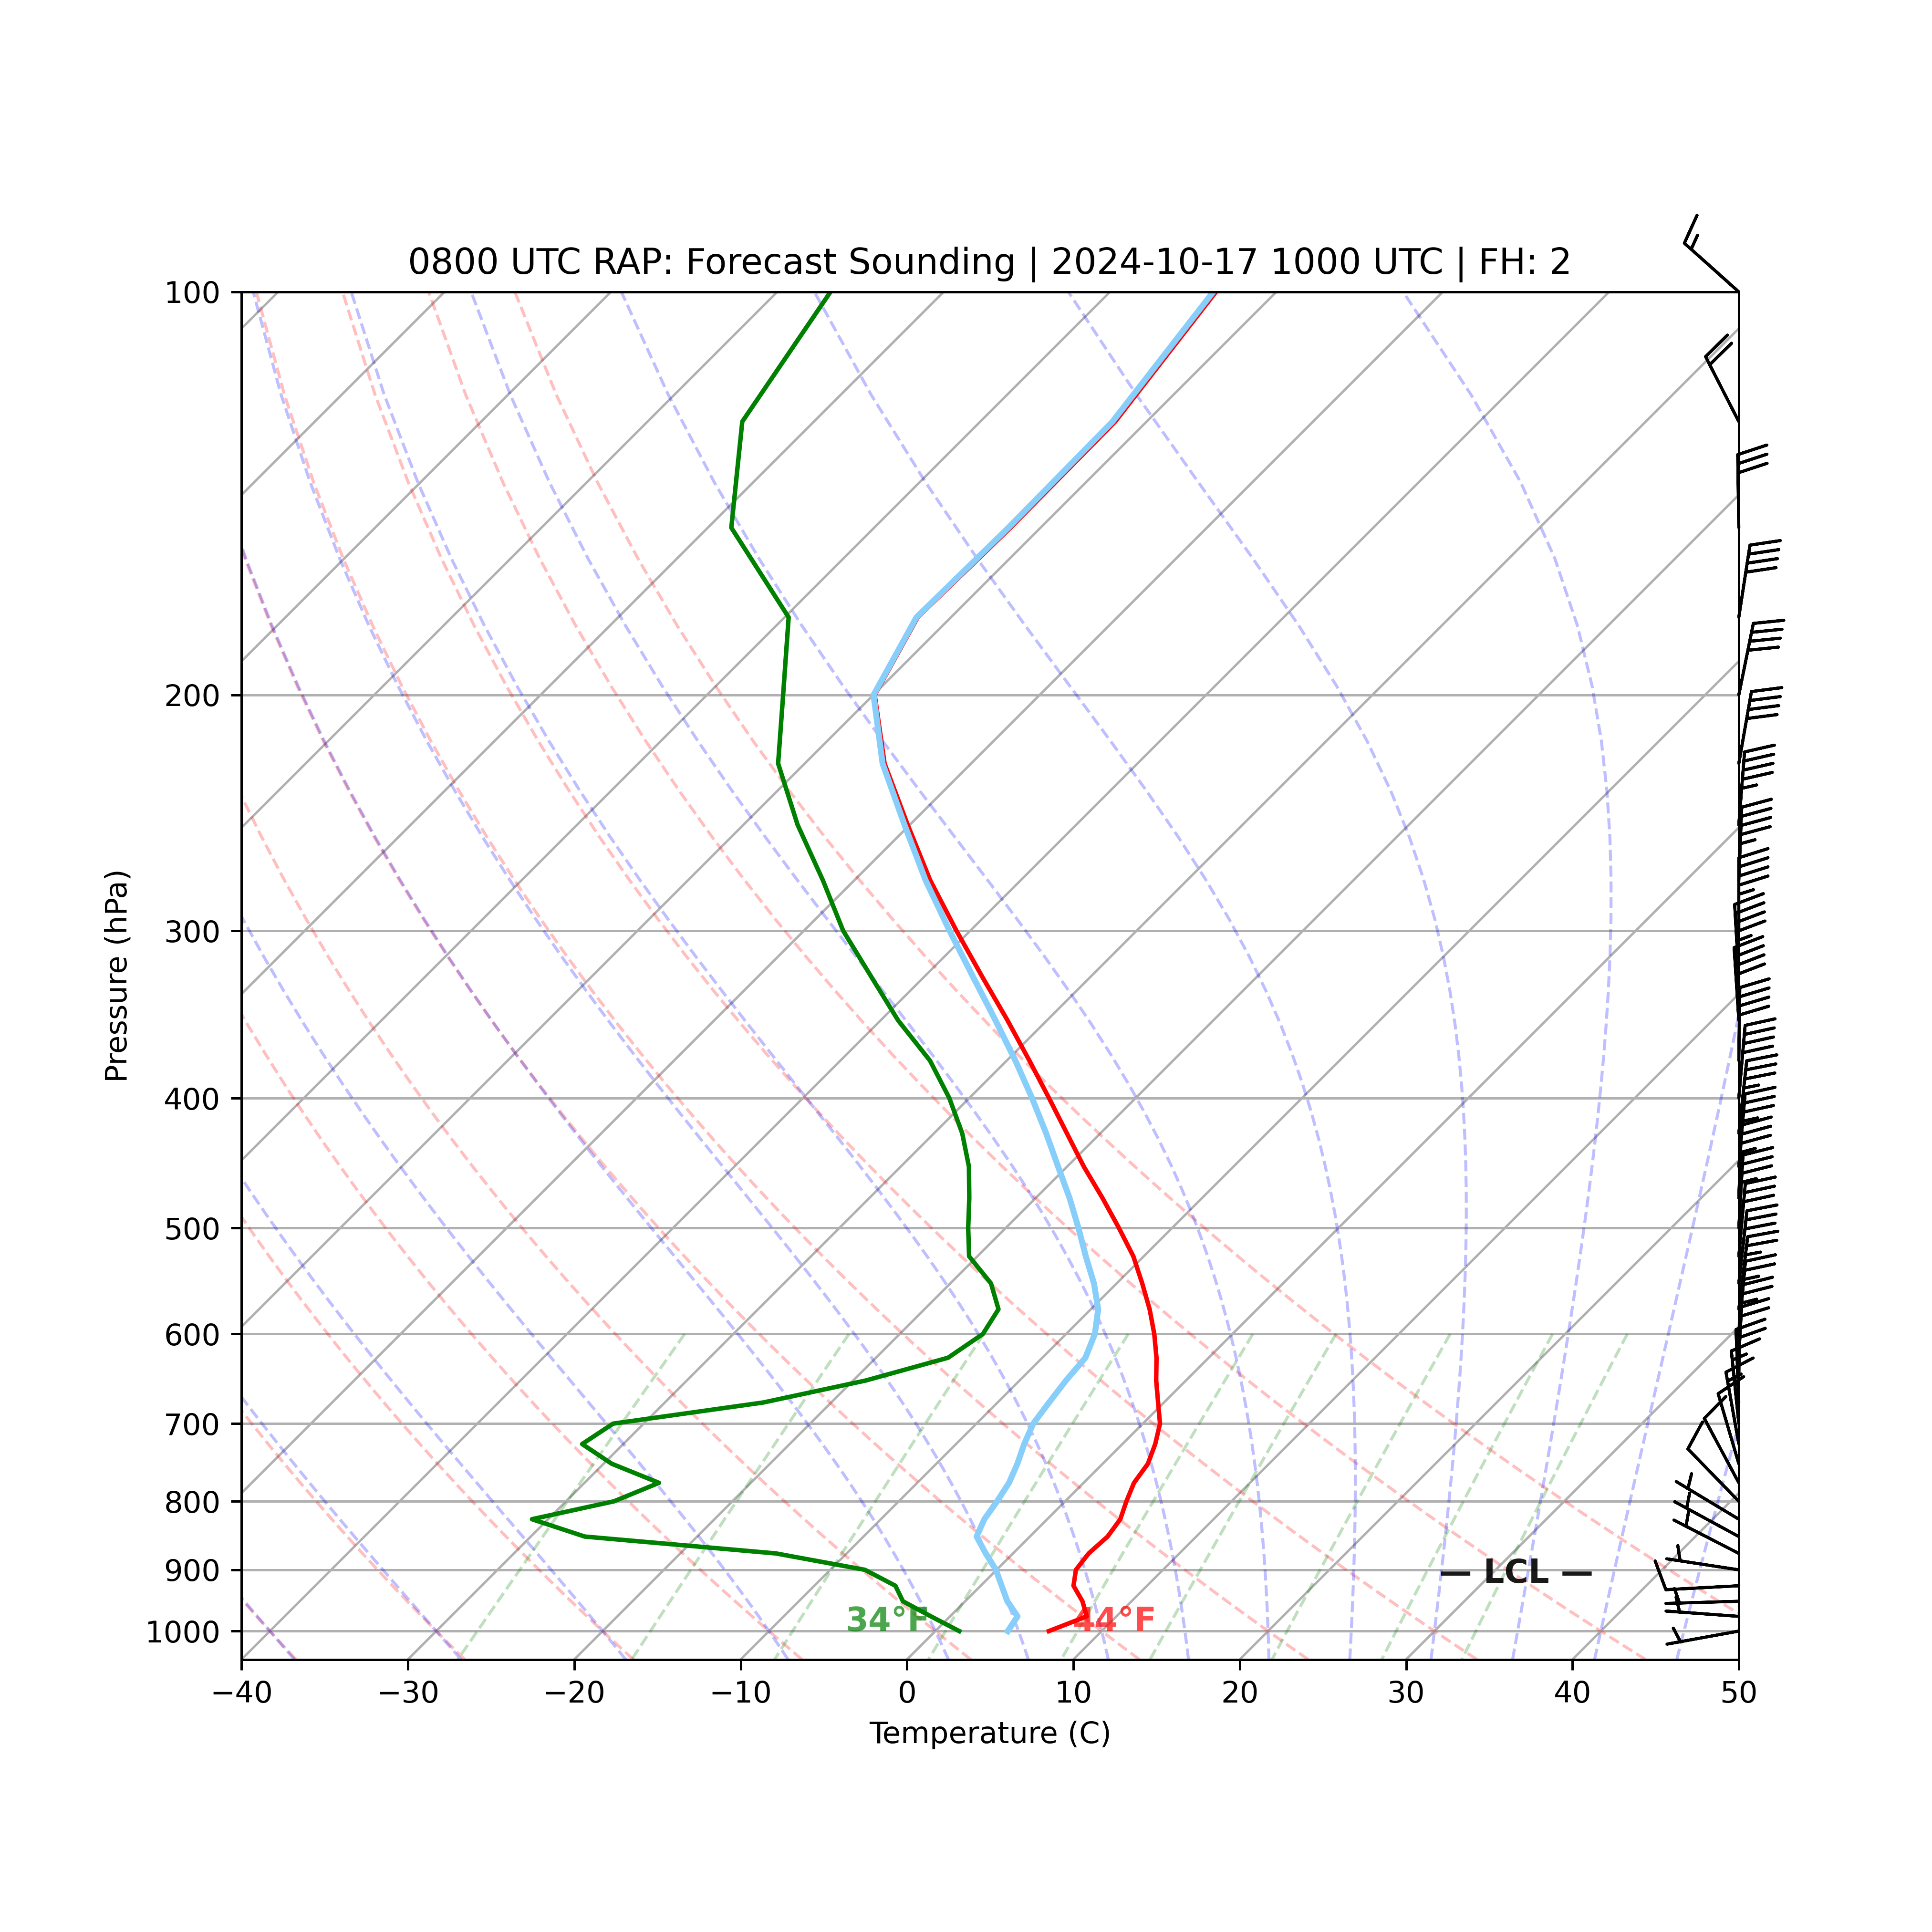 0800 UTC RAP: Forecast Sounding | 2024-10-17 1000 UTC | FH: 2
100
200
300
400
500
600
700
800
900
1000
Pressure (hPa)
— LCL —
34°F
44°F
−40 −30 −20 −10 0 10 20 30 40 50
Temperature (C)